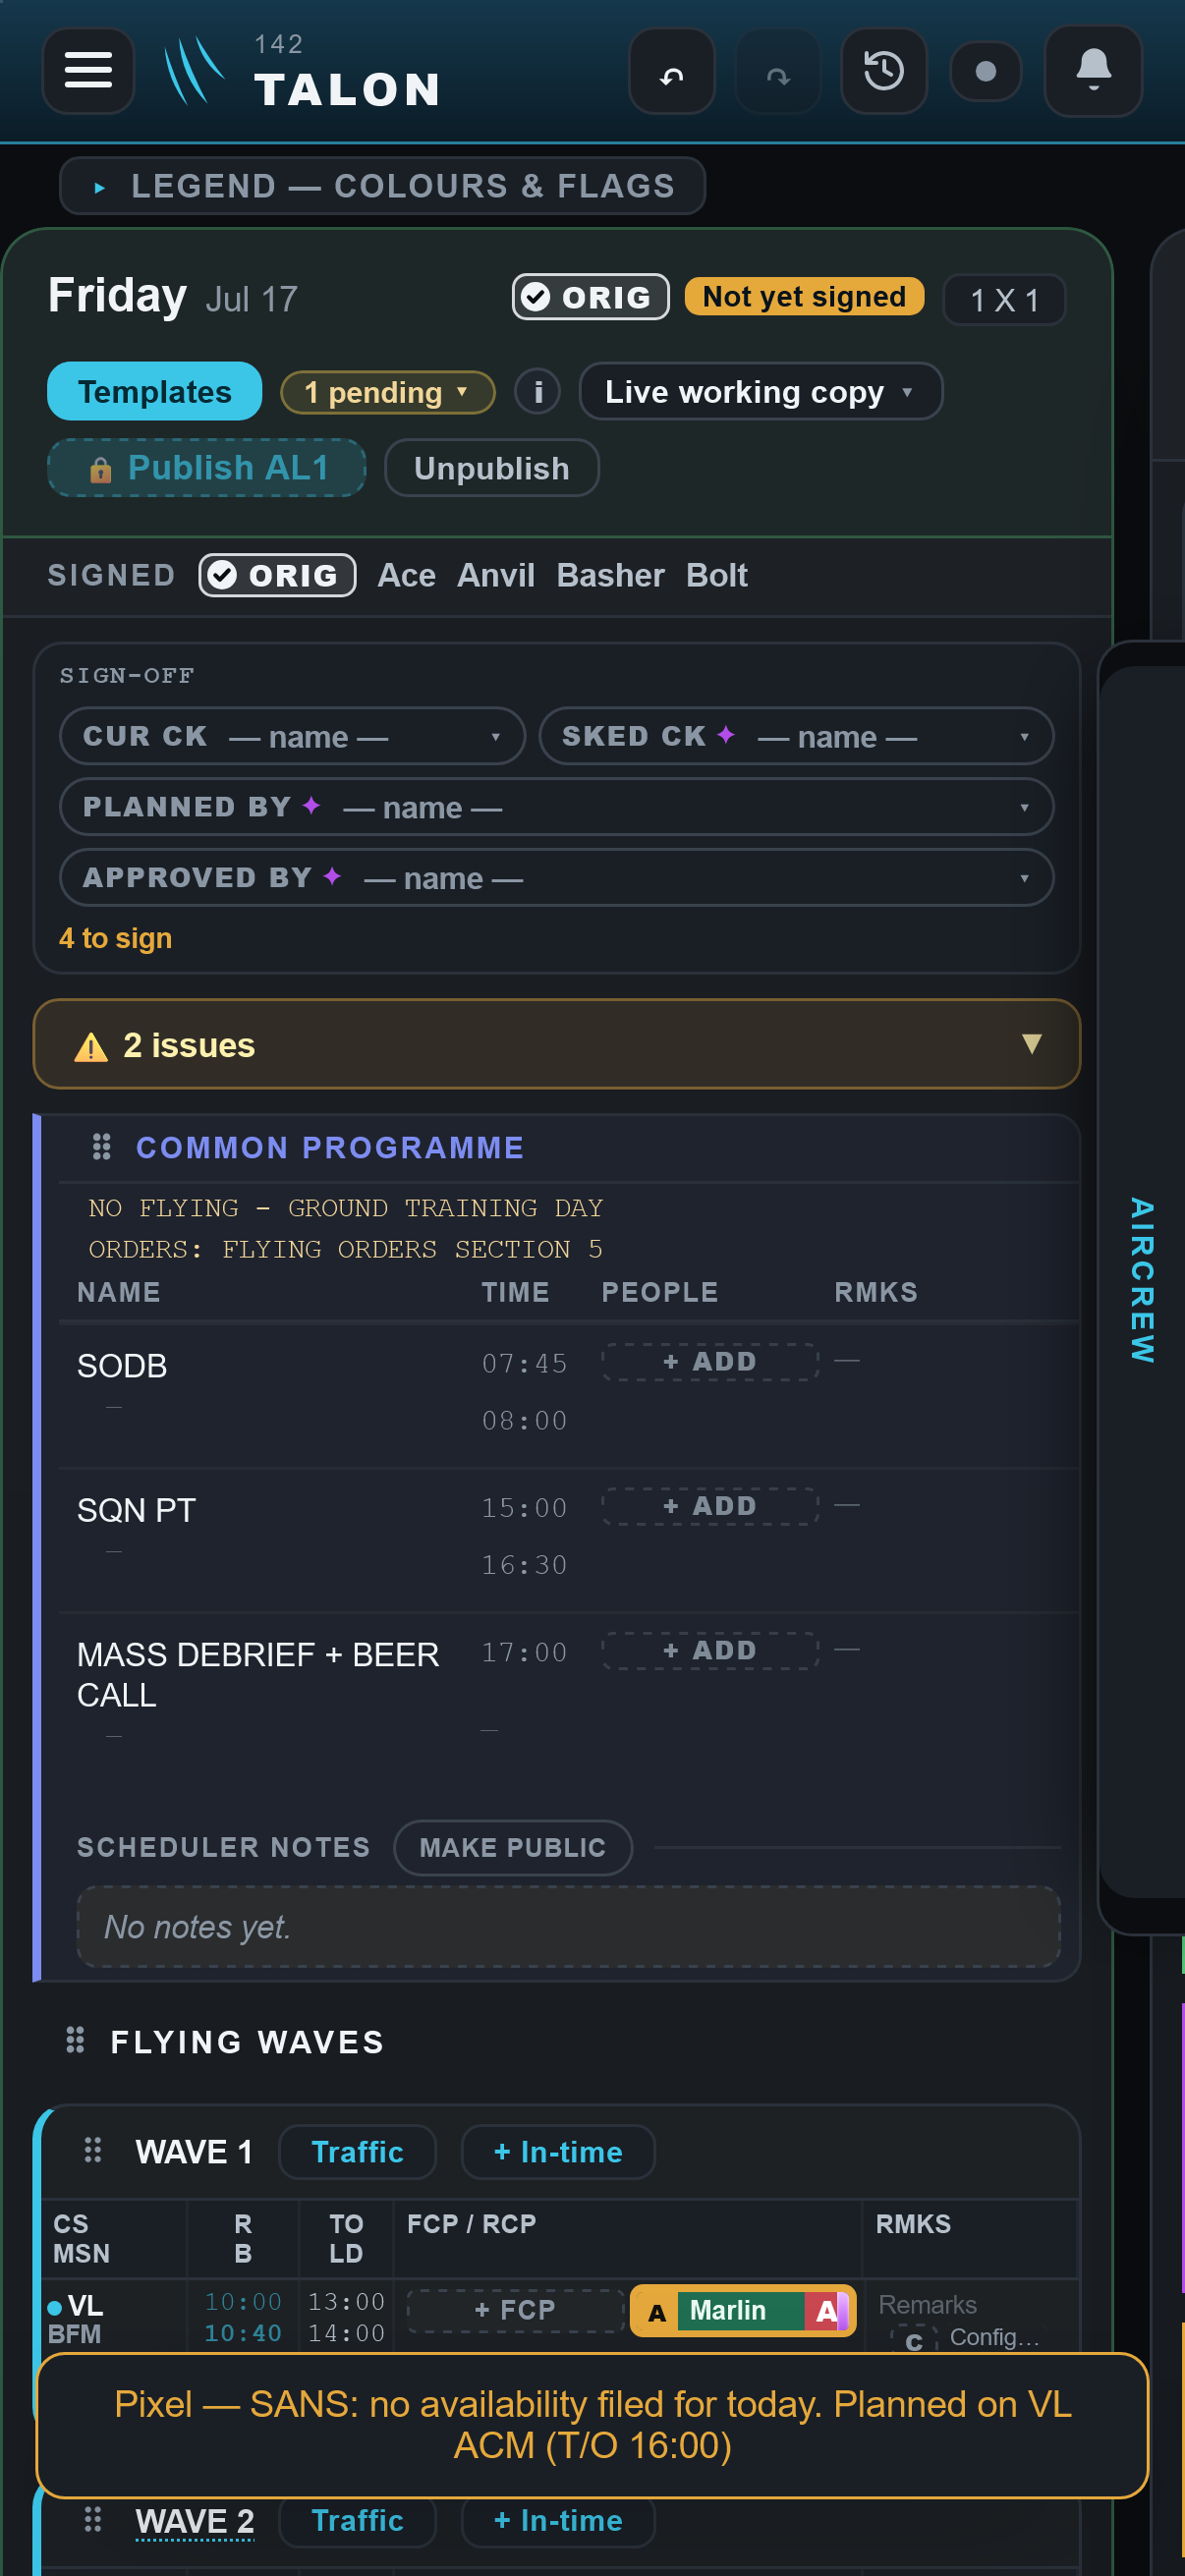 142
TALON
LEGEND — COLOURS & FLAGS
Friday Jul 17 ORIG Not yet signed 1 X 1
Templates 1 pending i Live working copy
Publish AL1 Unpublish
SIGNED ORIG Ace Anvil Basher Bolt
SIGN-OFF
CUR CK — name — SKED CK — name —
PLANNED BY — name —
APPROVED BY — name —
4 to sign
2 issues
COMMON PROGRAMME
NO FLYING - GROUND TRAINING DAY
ORDERS: FLYING ORDERS SECTION 5
NAME TIME PEOPLE RMKS
SODB 07:45 + ADD —
— 08:00
SQN PT 15:00 + ADD —
— 16:30
MASS DEBRIEF + BEER 17:00 + ADD —
CALL
— —
AIRCREW
SCHEDULER NOTES MAKE PUBLIC
No notes yet.
FLYING WAVES
WAVE 1 Traffic + In-time
CS R TO FCP / RCP RMKS
MSN B LD
VL 10:00 13:00 + FCP A Marlin A Remarks
BFM 10:40 14:00 C Config...
Pixel — SANS: no availability filed for today. Planned on VL
ACM (T/O 16:00)
WAVE 2 Traffic + In-time